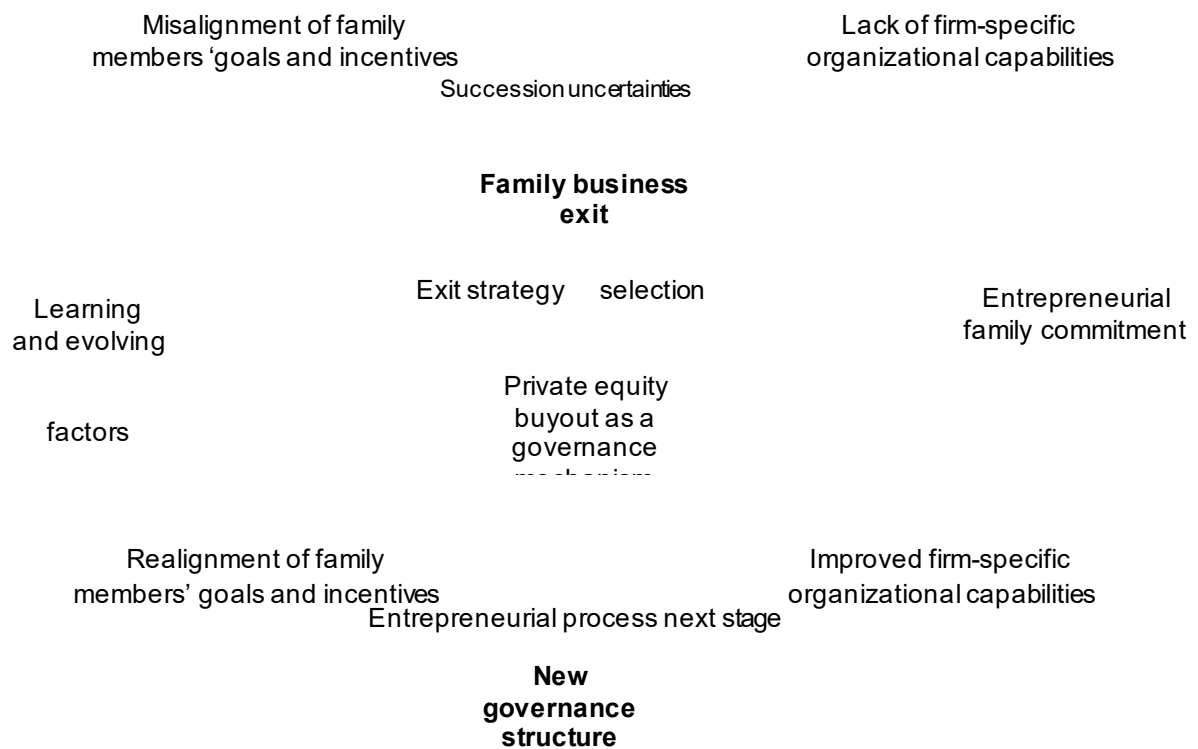 Misalignment of family
members ‘goals and incentives
Lack of firm-specific
organizational capabilities
Succession uncertainties
Family business
exit
Exit strategy selection
Learning
and evolving
factors
Entrepreneurial
family commitment
Private equity
buyout as a
governance
Realignment of family
members’ goals and incentives
Improved firm-specific
organizational capabilities
Entrepreneurial process next stage
New
governance
structure